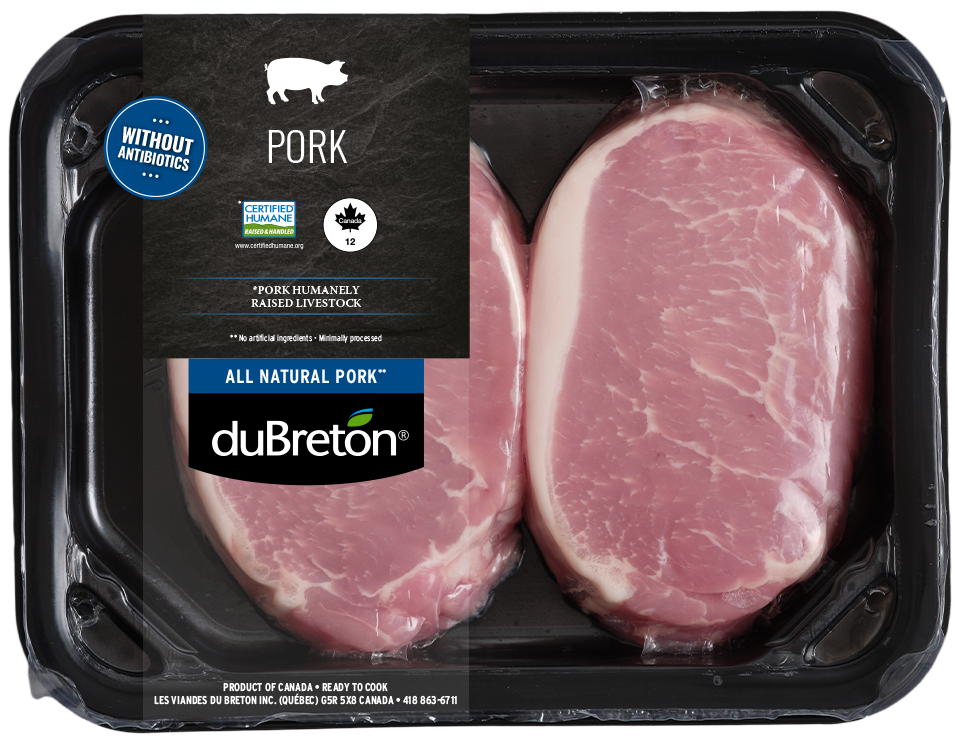 WITHOUT
ANTIBIOTICS
PORK
*CERTIFIED
HUMANE
RAISED & HANDLED
www.certifiedhumane.org
Canada
12
*PORK HUMANELY
RAISED LIVESTOCK
** No artificial ingredients • Minimally processed
ALL NATURAL PORK**
duBreton®
PRODUCT OF CANADA • READY TO COOK
LES VIANDES DU BRETON INC. (QUÉBEC) G5R 5X8 CANADA • 418 863-6711